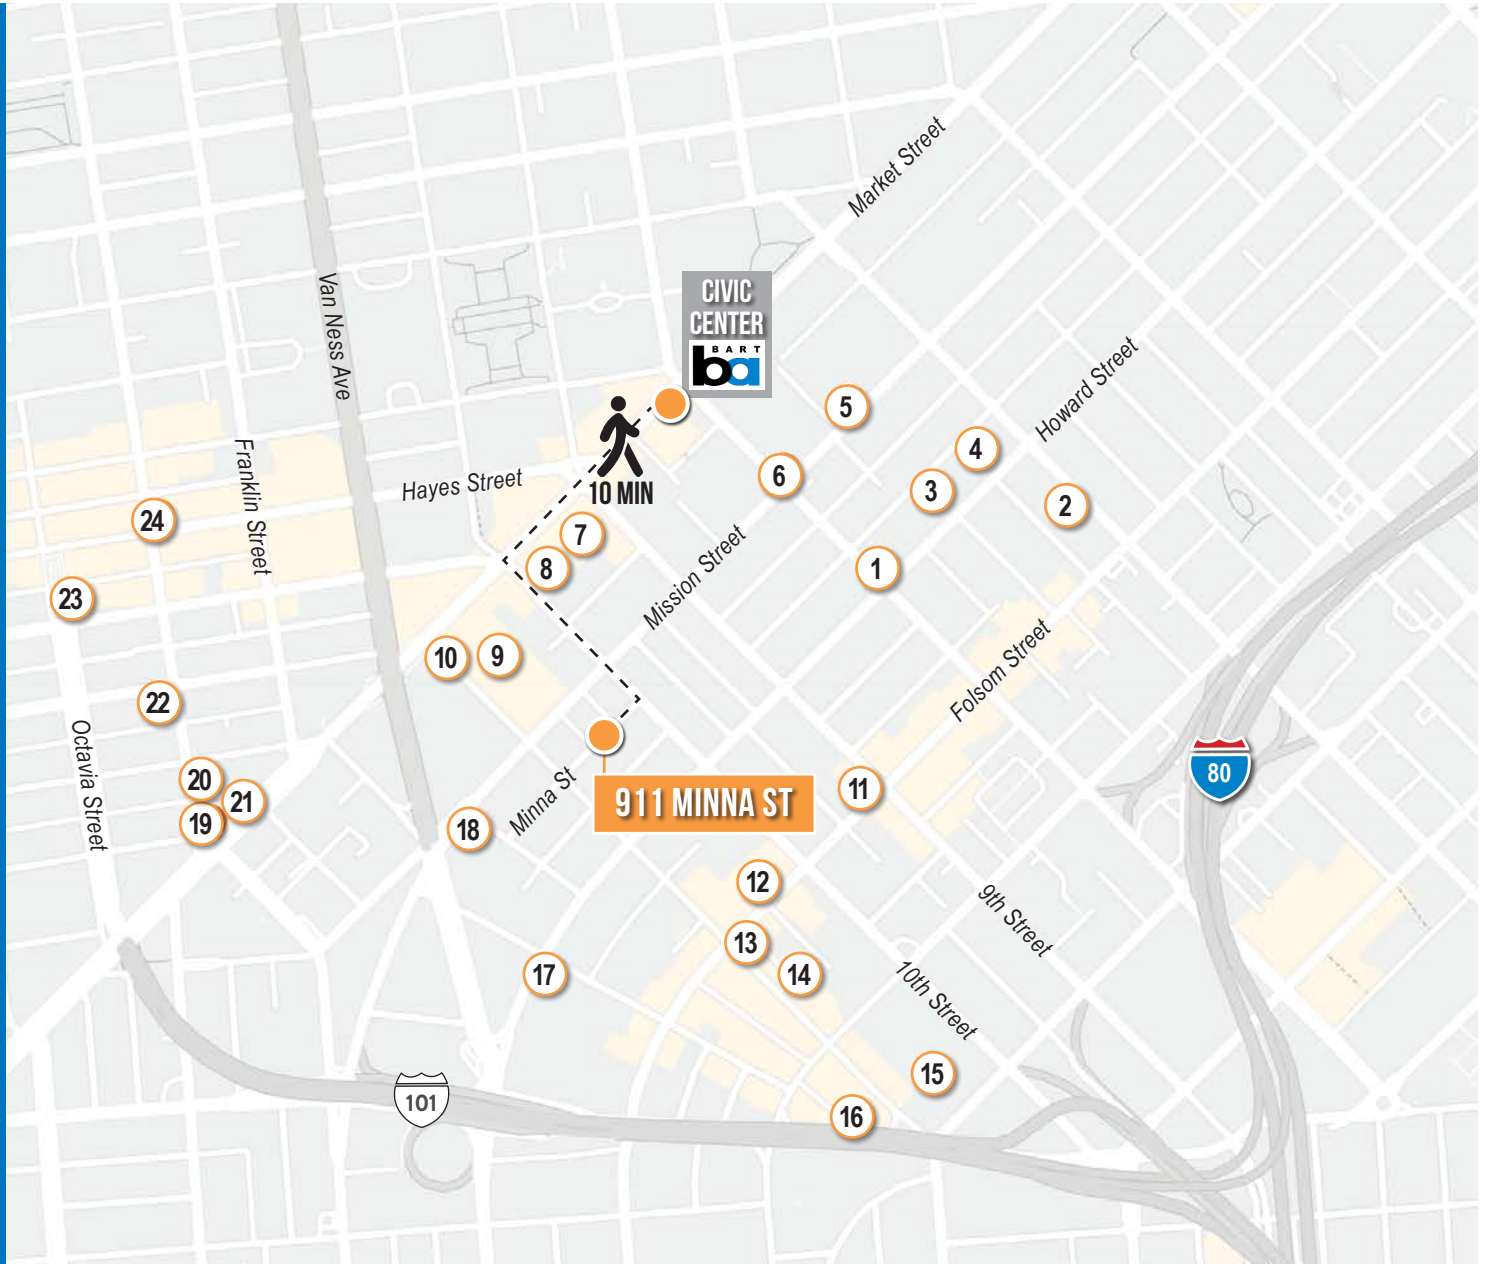 Market Street
CIVIC
CENTER
BART
ba
Van Ness Ave
Howard Street
5
4
Franklin Street
6
3
Hayes Street
10 MIN
2
24
7
Mission Street
8
1
23
10
9
Folsom Street
22
Octavia Street
80
20
21
19
Minna St
911 MINNA ST
11
18
12
9th Street
13
14
17
10th Street
15
101
16